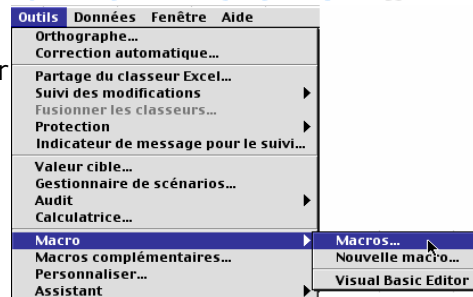 Outils Données Fenêtre Aide
Orthographe...
Correction automatique...
r
Partage du classeur Excel...
Suivi des modifications
Fusionner les classeurs...
Protection
Indicateur de message pour le suivi...
Valeur cible...
Gestionnaire de scénarios...
Audit
Calculatrice...
Macro
Macros complémentaires...
Personnaliser...
Assistant
Macros...
Nouvelle macro...
Visual Basic Editor